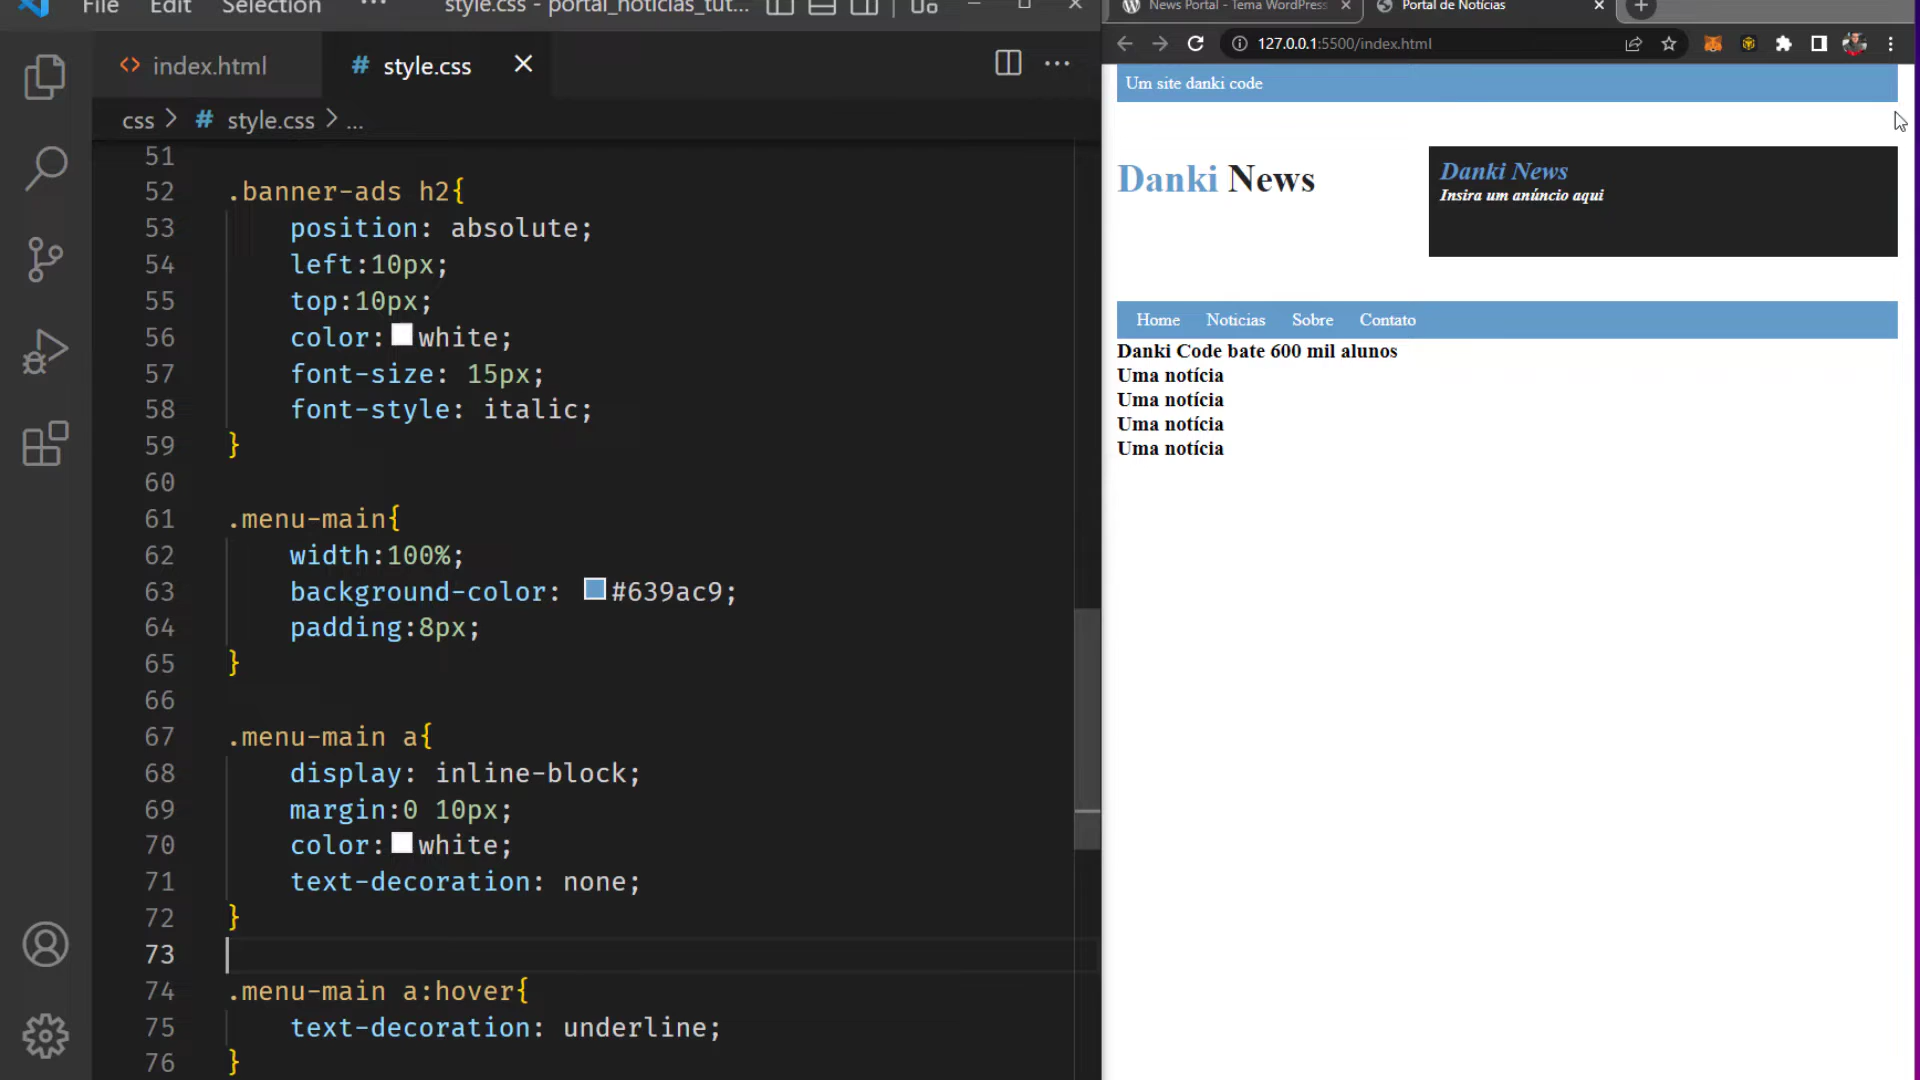 File Edit Selection ··· style.css - portal_noticias_tut...
index.html
# style.css
css > # style.css > ...
51
52 .banner-ads h2{
53 position: absolute;
54 left:10px;
55 top:10px;
56 color: white;
57 font-size: 15px;
58 font-style: italic;
59 }
60
61 .menu-main{
62 width:100%;
63 background-color: #639ac9;
64 padding:8px;
65 }
66
67 .menu-main a{
68 display: inline-block;
69 margin:0 10px;
70 color: white;
71 text-decoration: none;
72 }
73
74 .menu-main a:hover{
75 text-decoration: underline;
76 }
News Portal - Tema WordPress
Portal de Notícias
127.0.0.1:5500/index.html
Um site danki code
Danki News
Danki News
Insira um anúncio aqui
Home Noticias Sobre Contato
Danki Code bate 600 mil alunos
Uma notícia
Uma notícia
Uma notícia
Uma notícia